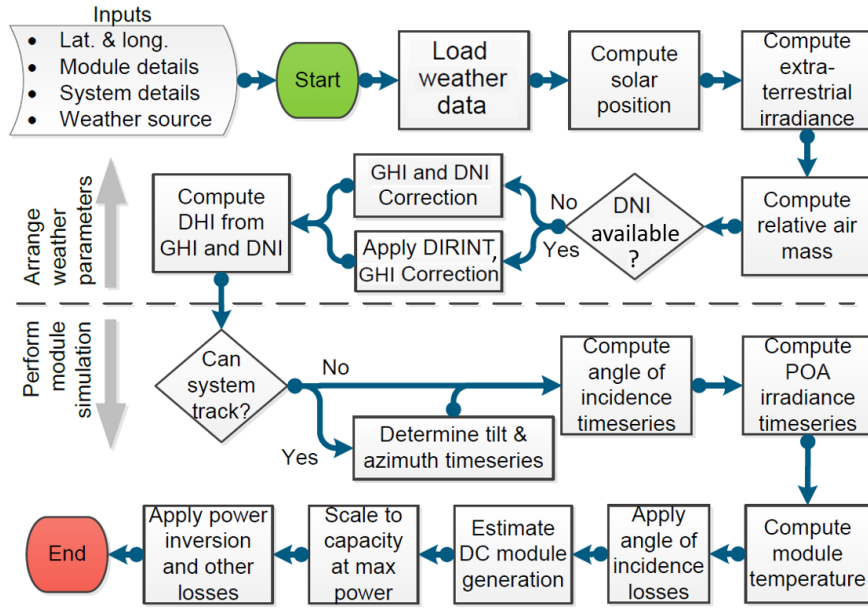 Inputs
• Lat. & long.
• Module details
• System details
• Weather source
Start
Load
weather
data
Compute
solar
position
Compute
extra-
terrestrial
irradiance
Arrange
weather
parameters
Compute
DHI from
GHI and DNI
GHI and DNI
Correction
Apply DIRINT,
GHI Correction
No
Yes
DNI
available
?
Compute
relative air
mass
Perform
module
simulation
Can
system
track?
No
Yes
Determine tilt &
azimuth timeseries
Compute
angle of
incidence
timeseries
Compute
POA
irradiance
timeseries
End
Apply power
inversion
and other
losses
Scale to
capacity
at max
power
Estimate
DC module
generation
Apply
angle of
incidence
losses
Compute
module
temperature